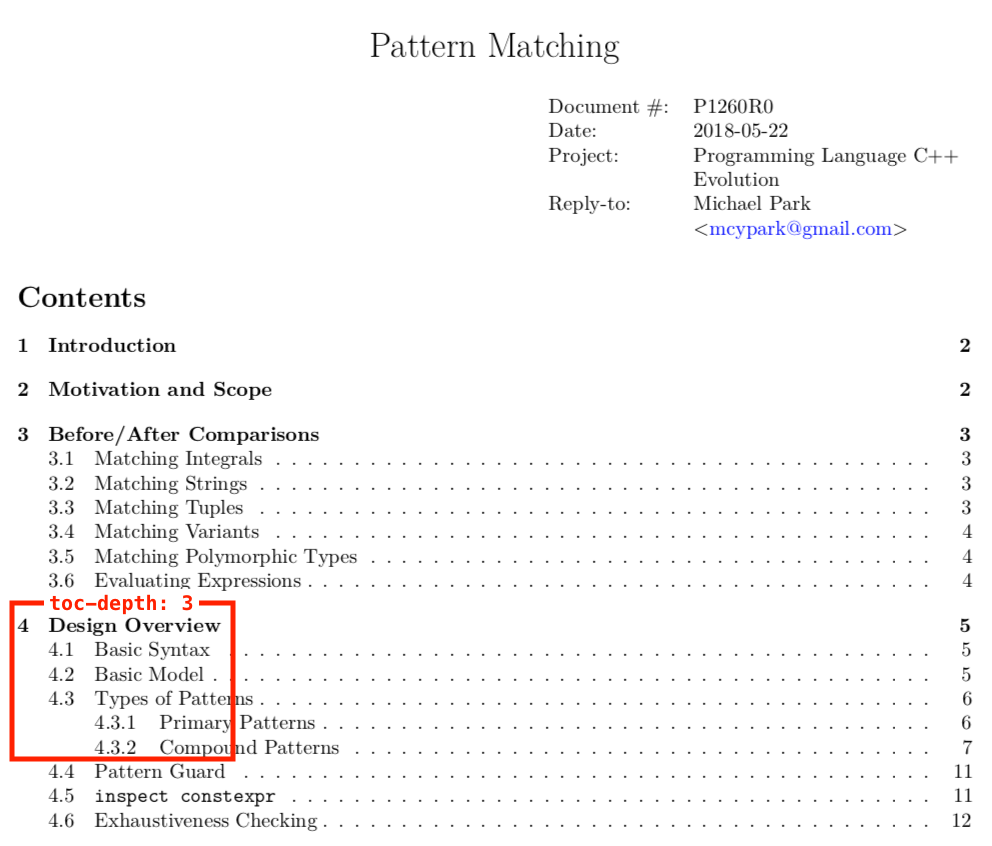 Pattern Matching
Document #: P1260R0
Date: 2018-05-22
Project: Programming Language C++
Evolution
Reply-to: Michael Park
<mcypark@gmail.com>
Contents
1 Introduction 2
2 Motivation and Scope 2
3 Before/After Comparisons 3
3.1 Matching Integrals . . . . . . . . . . . . . . . . . . . . . . . . . . . . . . . . . . . . . . . . . . 3
3.2 Matching Strings . . . . . . . . . . . . . . . . . . . . . . . . . . . . . . . . . . . . . . . . . . . 3
3.3 Matching Tuples . . . . . . . . . . . . . . . . . . . . . . . . . . . . . . . . . . . . . . . . . . . 3
3.4 Matching Variants . . . . . . . . . . . . . . . . . . . . . . . . . . . . . . . . . . . . . . . . . . 4
3.5 Matching Polymorphic Types . . . . . . . . . . . . . . . . . . . . . . . . . . . . . . . . . . . . 4
3.6 Evaluating Expressions . . . . . . . . . . . . . . . . . . . . . . . . . . . . . . . . . . . . . . . . 4
toc-depth: 3
4 Design Overview 5
4.1 Basic Syntax . . . . . . . . . . . . . . . . . . . . . . . . . . . . . . . . . . . . . . . . . . . . . 5
4.2 Basic Model . . . . . . . . . . . . . . . . . . . . . . . . . . . . . . . . . . . . . . . . . . . . . . 5
4.3 Types of Patterns . . . . . . . . . . . . . . . . . . . . . . . . . . . . . . . . . . . . . . . . . . . 6
4.3.1 Primary Patterns . . . . . . . . . . . . . . . . . . . . . . . . . . . . . . . . . . . . . . . 6
4.3.2 Compound Patterns . . . . . . . . . . . . . . . . . . . . . . . . . . . . . . . . . . . . . 7
4.4 Pattern Guard . . . . . . . . . . . . . . . . . . . . . . . . . . . . . . . . . . . . . . . . . . . . 11
4.5 inspect constexpr . . . . . . . . . . . . . . . . . . . . . . . . . . . . . . . . . . . . . . . . . 11
4.6 Exhaustiveness Checking . . . . . . . . . . . . . . . . . . . . . . . . . . . . . . . . . . . . . . . 12